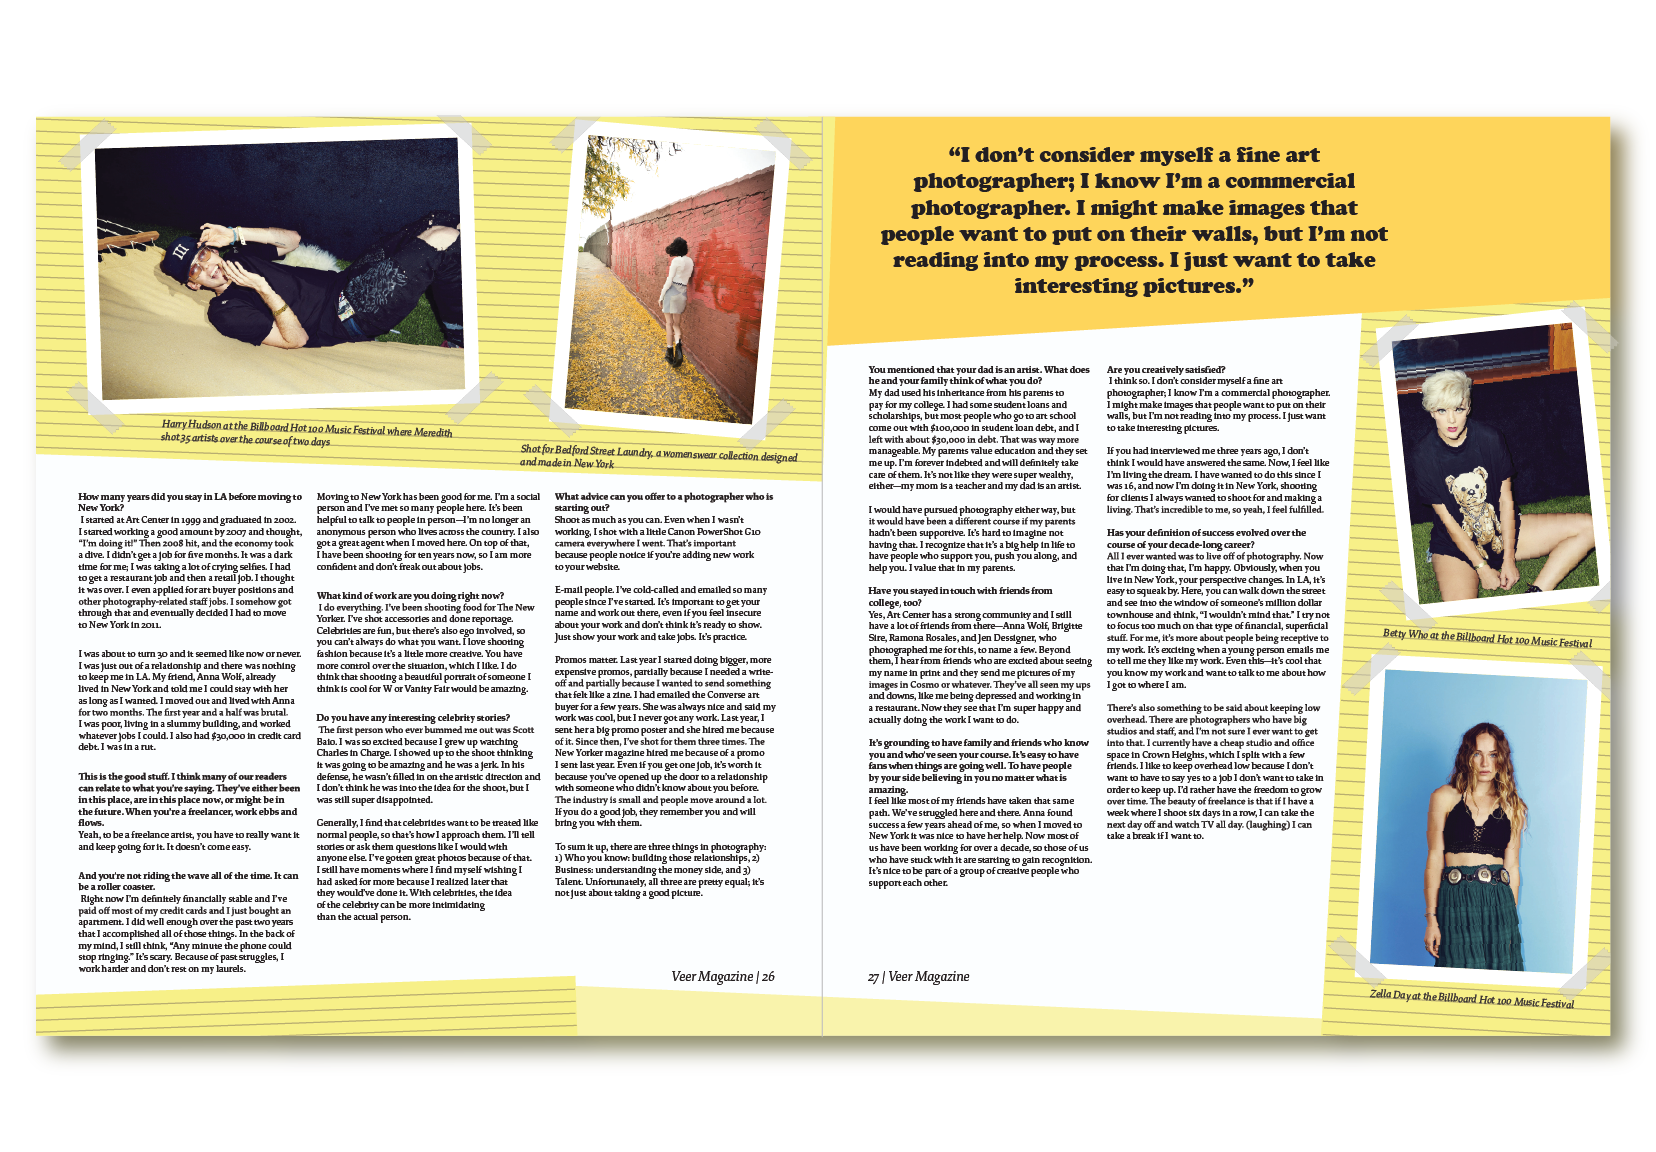 Harry Hudson at the Billboard Hot 100 Music Festival where Meredith
shot 35 artists over the course of two days
Shot for Bedford Street Laundry, a womenswear collection designed
and made in New York
How many years did you stay in LA before moving to
New York?
I started at Art Center in 1999 and graduated in 2002.
I started working a good amount by 2007 and thought,
"I'm doing it!" Then 2008 hit, and the economy took
a dive. I didn't get a job for five months. It was a dark
time for me; I was taking a lot of crying selfies. I had
to get a restaurant job and then a retail job. I thought
it was over. I even applied for art buyer positions and
other photography-related staff jobs. I somehow got
through that and eventually decided I had to move
to New York in 2011.
I was about to turn 30 and it seemed like now or never.
I was just out of a relationship and there was nothing
to keep me in LA. My friend, Anna Wolf, already
lived in New York and told me I could stay with her
as long as I wanted. I moved out and lived with Anna
for two months. The first year and a half was brutal.
I was poor, living in a slummy building, and worked
whatever jobs I could. I also had $30,000 in credit card
debt. I was in a rut.
This is the good stuff. I think many of our readers
can relate to what you're saying. They've either been
in this place, are in this place now, or might be in
the future. When you're a freelancer, work ebbs and
flows.
Yeah, to be a freelance artist, you have to really want it
and keep going for it. It doesn't come easy.
And you're not riding the wave all of the time. It can
be a roller coaster.
Right now I'm definitely financially stable and I've
paid off most of my credit cards and I just bought an
apartment. I did well enough over the past two years
that I accomplished all of those things. In the back of
my mind, I still think, "Any minute the phone could
stop ringing." It's scary. Because of past struggles, I
work harder and don't rest on my laurels.
Moving to New York has been good for me. I'm a social
person and I've met so many people here. It's been
helpful to talk to people in person—I'm no longer an
anonymous person who lives across the country. I also
got a great agent when I moved here. On top of that,
I have been shooting for ten years now, so I am more
confident and don't freak out about jobs.
What kind of work are you doing right now?
I do everything. I've been shooting food for The New
Yorker. I've shot accessories and done reportage.
Celebrities are fun, but there's also ego involved, so
you can't always do what you want. I love shooting
fashion because it's a little more creative. You have
more control over the situation, which I like. I do
think that shooting a beautiful portrait of someone I
think is cool for W or Vanity Fair would be amazing.
Do you have any interesting celebrity stories?
The first person who ever bummed me out was Scott
Baio. I was so excited because I grew up watching
Charles in Charge. I showed up to the shoot thinking
it was going to be amazing and he was a jerk. In his
defense, he wasn't filled in on the artistic direction and
I don't think he was into the idea for the shoot, but I
was still super disappointed.
Generally, I find that celebrities want to be treated like
normal people, so that's how I approach them. I'll tell
stories or ask them questions like I would with
anyone else. I've gotten great photos because of that.
I still have moments where I find myself wishing I
had asked for more because I realized later that
they would've done it. With celebrities, the idea
of the celebrity can be more intimidating
than the actual person.
What advice can you offer to a photographer who is
starting out?
Shoot as much as you can. Even when I wasn't
working, I shot with a little Canon PowerShot G10
camera everywhere I went. That's important
because people notice if you're adding new work
to your website.
E-mail people. I've cold-called and emailed so many
people since I've started. It's important to get your
name and work out there, even if you feel insecure
about your work and don't think it's ready to show.
Just show your work and take jobs. It's practice.
Promos matter. Last year I started doing bigger, more
expensive promos, partially because I needed a write-
off and partially because I wanted to send something
that felt like a zine. I had emailed the Converse art
buyer for a few years. She was always nice and said my
work was cool, but I never got any work. Last year, I
sent her a big promo poster and she hired me because
of it. Since then, I've shot for them three times. The
New Yorker magazine hired me because of a promo
I sent last year. Even if you get one job, it's worth it
because you've opened up the door to a relationship
with someone who didn't know about you before.
The industry is small and people move around a lot.
If you do a good job, they remember you and will
bring you with them.
To sum it up, there are three things in photography:
1) Who you know: building those relationships, 2)
Business: understanding the money side, and 3)
Talent. Unfortunately, all three are pretty equal; it's
not just about taking a good picture.
Veer Magazine | 26
"I don't consider myself a fine art
photographer; I know I'm a commercial
photographer. I might make images that
people want to put on their walls, but I'm not
reading into my process. I just want to take
interesting pictures."
You mentioned that your dad is an artist. What does
he and your family think of what you do?
My dad used his inheritance from his parents to
pay for my college. I had some student loans and
scholarships, but most people who go to art school
come out with $100,000 in student loan debt, and I
left with about $30,000 in debt. That was way more
manageable. My parents value education and they set
me up. I'm forever indebted and will definitely take
care of them. It's not like they were super wealthy,
either—my mom is a teacher and my dad is an artist.
I would have pursued photography either way, but
it would have been a different course if my parents
hadn't been supportive. It's hard to imagine not
having that. I recognize that it's a big help in life to
have people who support you, push you along, and
help you. I value that in my parents.
Have you stayed in touch with friends from
college, too?
Yes, Art Center has a strong community and I still
have a lot of friends from there—Anna Wolf, Brigitte
Sire, Ramona Rosales, and Jen Dessigner, who
photographed me for this, to name a few. Beyond
them, I hear from friends who are excited about seeing
my name in print and they send me pictures of my
images in Cosmo or whatever. They've all seen my ups
and downs, like me being depressed and working in
a restaurant. Now they see that I'm super happy and
actually doing the work I want to do.
It's grounding to have family and friends who know
you and who've seen your course. It's easy to have
fans when things are going well. To have people
by your side believing in you no matter what is
amazing.
I feel like most of my friends have taken that same
path. We've struggled here and there. Anna found
success a few years ahead of me, so when I moved to
New York it was nice to have her help. Now most of
us have been working for over a decade, so those of us
who have stuck with it are starting to gain recognition.
It's nice to be part of a group of creative people who
support each other.
27 | Veer Magazine
Are you creatively satisfied?
I think so. I don't consider myself a fine art
photographer; I know I'm a commercial photographer.
I might make images that people want to put on their
walls, but I'm not reading into my process. I just want
to take interesting pictures.
If you had interviewed me three years ago, I don't
think I would have answered the same. Now, I feel like
I'm living the dream. I have wanted to do this since I
was 16, and now I'm doing it in New York, shooting
for clients I always wanted to shoot for and making a
living. That's incredible to me, so yeah, I feel fulfilled.
Has your definition of success evolved over the
course of your decade-long career?
All I ever wanted was to live off of photography. Now
that I'm doing that, I'm happy. Obviously, when you
live in New York, your perspective changes. In LA, it's
easy to squeak by. Here, you can walk down the street
and see into the window of someone's million dollar
townhouse and think, "I wouldn't mind that." I try not
to focus too much on that type of financial, superficial
stuff. For me, it's more about people being receptive to
my work. It's exciting when a young person emails me
to tell me they like my work. Even this—it's cool that
you know my work and want to talk to me about how
I got to where I am.
There's also something to be said about keeping low
overhead. There are photographers who have big
studios and staff, and I'm not sure I ever want to get
into that. I currently have a cheap studio and office
space in Crown Heights, which I split with a few
friends. I like to keep overhead low because I don't
want to have to say yes to a job I don't want to take in
order to keep up. I'd rather have the freedom to grow
over time. The beauty of freelance is that if I have a
week where I shoot six days in a row, I can take the
next day off and watch TV all day. (laughing) I can
take a break if I want to.
Betty Who at the Billboard Hot 100 Music Festival
Zella Day at the Billboard Hot 100 Music Festival